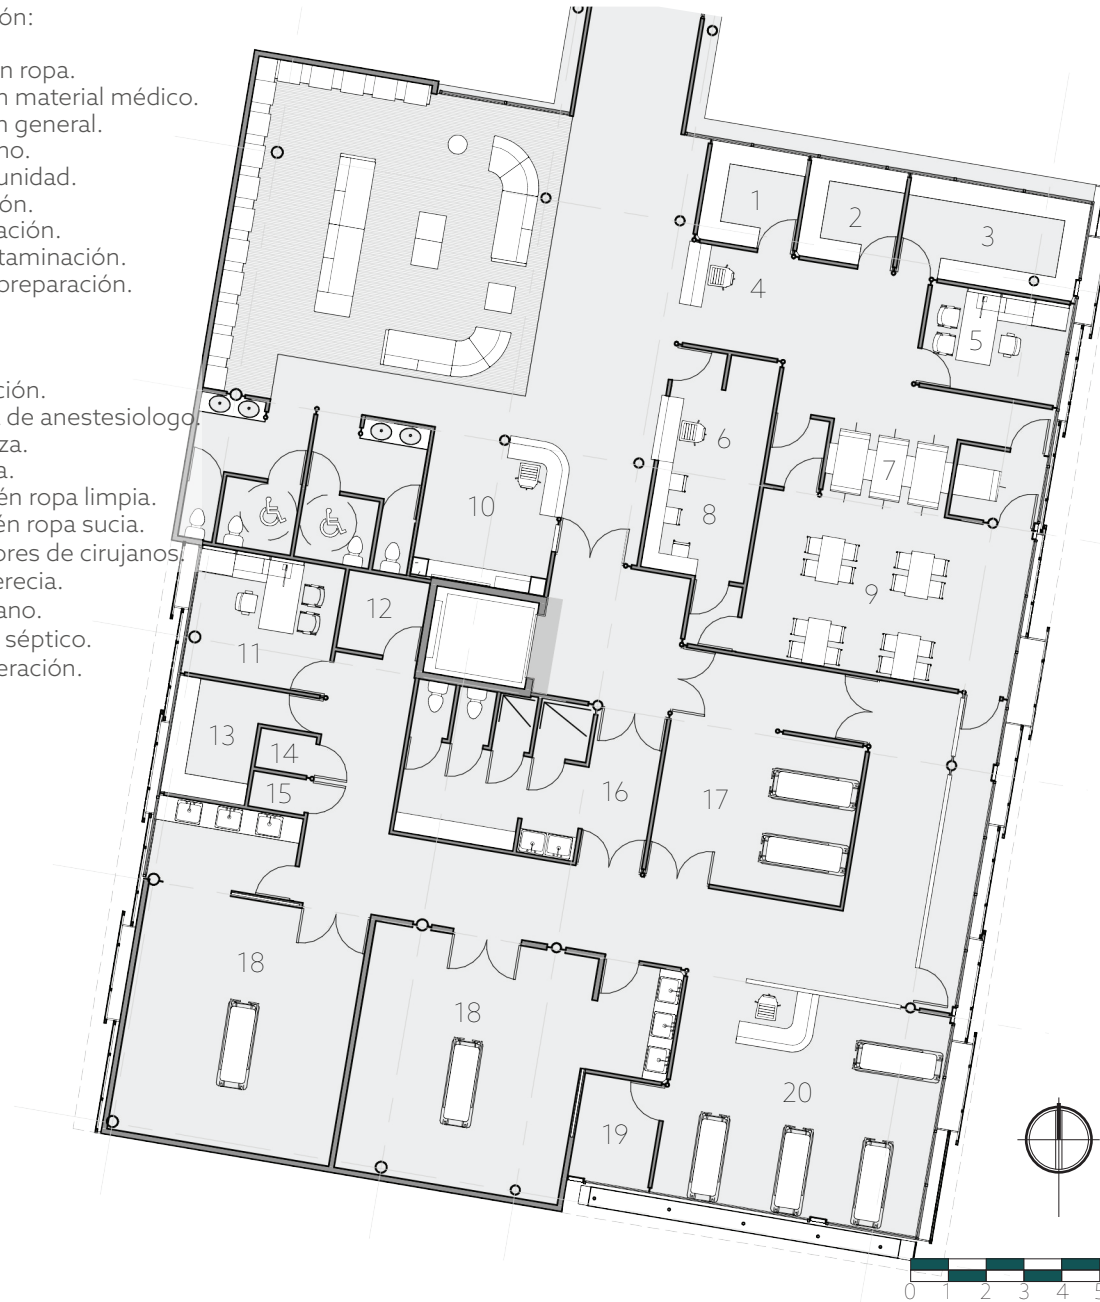 ón:
n ropa.
n material médico.
n general.
no.
unidad.
ón.
ación.
taminación.
preparación.
ción.
de anestesiologo.
za.
a.
én ropa limpia.
én ropa sucia.
ores de cirujanos.
erecia.
ano.
séptico.
eración.
1
2
3
4
5
6
7
8
9
10
11
12
13
14
15
16
17
18
18
19
20
0 1 2 3 4 5